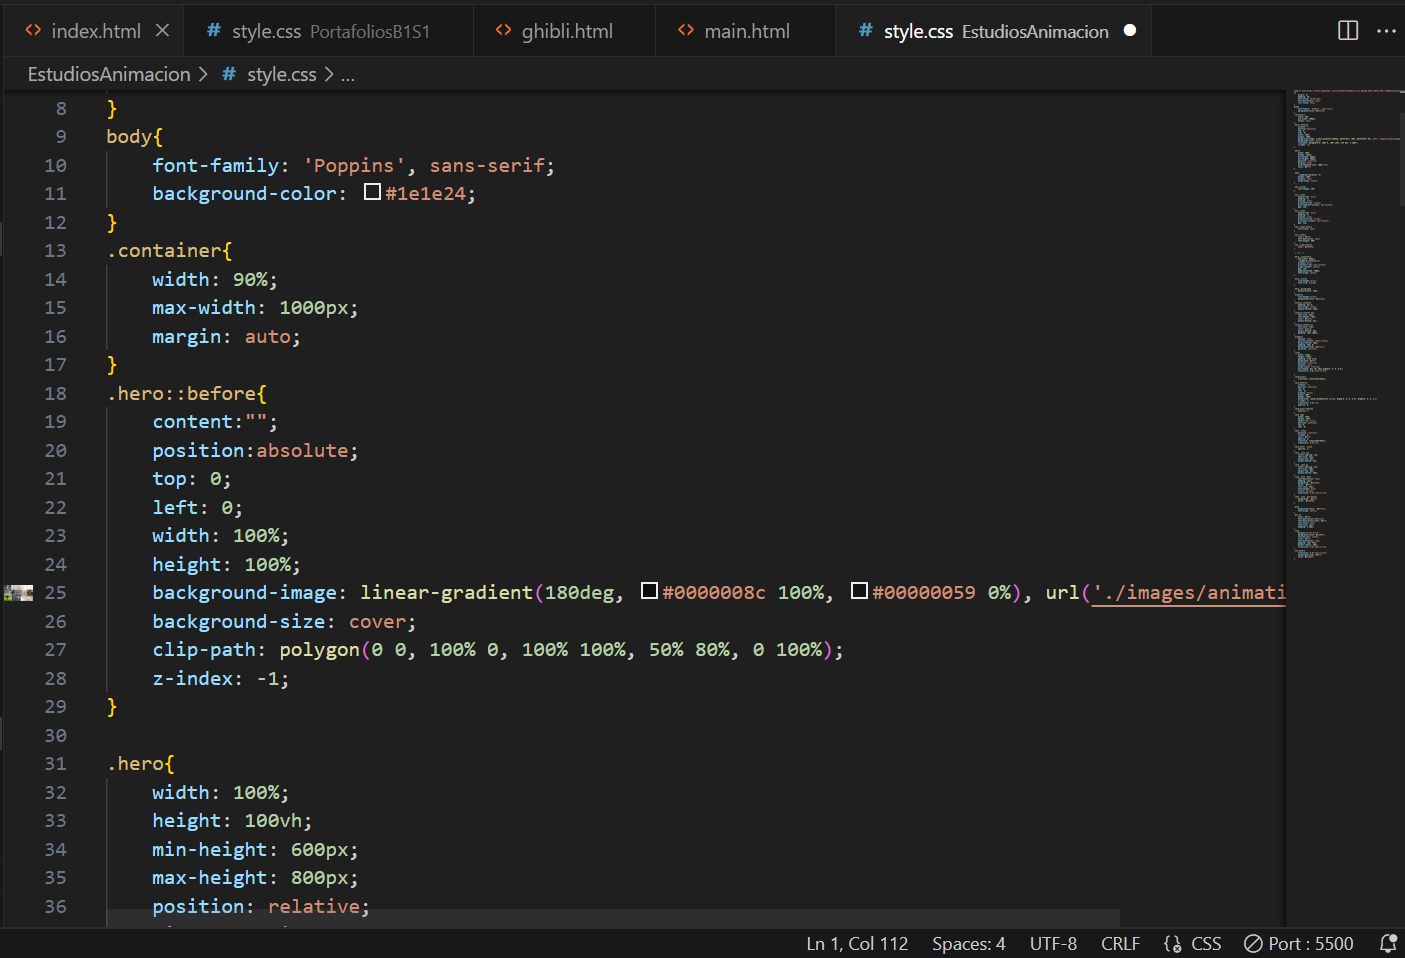 index.html
style.css PortafoliosB1S1
ghibli.html
main.html
style.css EstudiosAnimacion
EstudiosAnimacion > # style.css > ...
8 }
9 body{
10 font-family: 'Poppins', sans-serif;
11 background-color: #1e1e24;
12 }
13 .container{
14 width: 90%;
15 max-width: 1000px;
16 margin: auto;
17 }
18 .hero::before{
19 content:"";
20 position:absolute;
21 top: 0;
22 left: 0;
23 width: 100%;
24 height: 100%;
25 background-image: linear-gradient(180deg, #0000008c 100%, #00000059 0%), url('./images/animati
26 background-size: cover;
27 clip-path: polygon(0 0, 100% 0, 100% 100%, 50% 80%, 0 100%);
28 z-index: -1;
29 }
30
31 .hero{
32 width: 100%;
33 height: 100vh;
34 min-height: 600px;
35 max-height: 800px;
36 position: relative;
Ln 1, Col 112 Spaces: 4 UTF-8 CRLF CSS Port : 5500